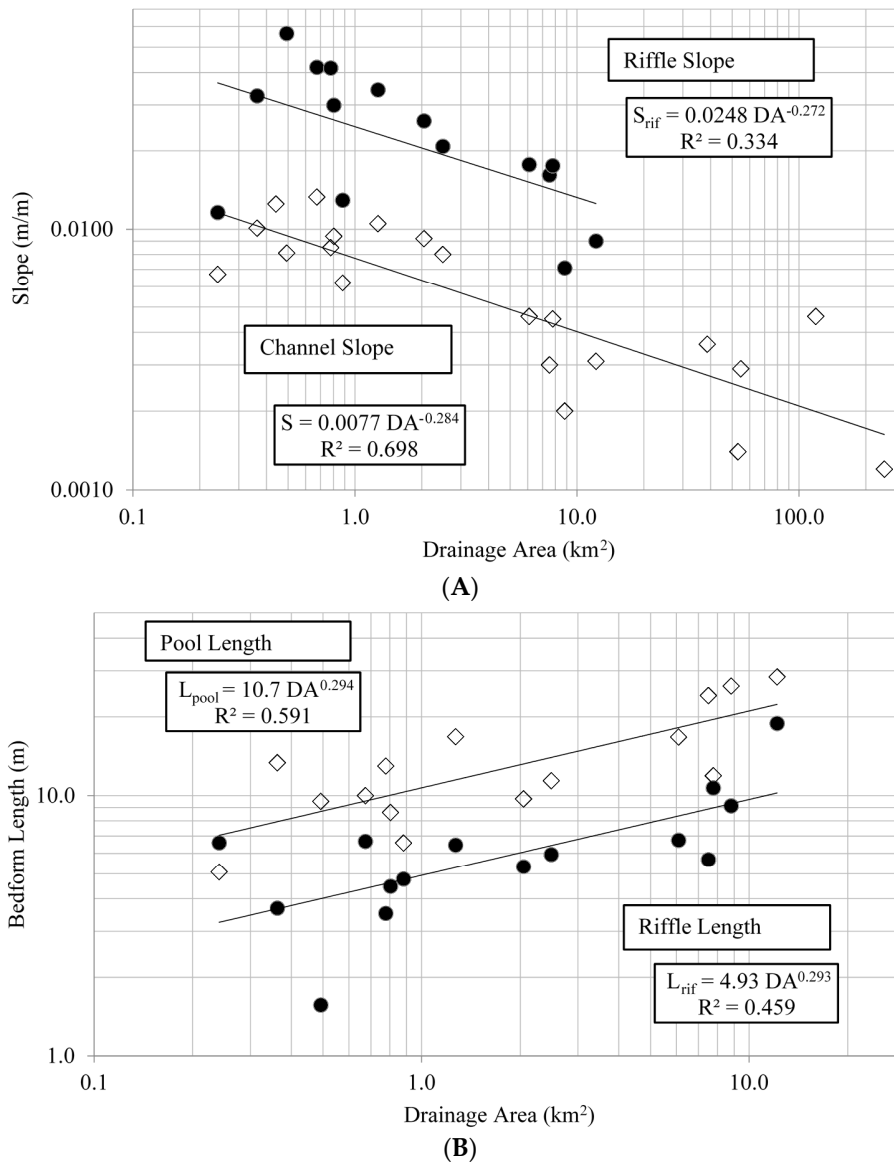 Riffle Slope
S_rif = 0.0248 DA^-0.272
R² = 0.334
0.0100
Slope (m/m)
Channel Slope
S = 0.0077 DA^-0.284
R² = 0.698
0.0010
0.1 1.0 10.0 100.0
Drainage Area (km²)
(A)
Pool Length
L_pool = 10.7 DA^0.294
R² = 0.591
10.0
Bedform Length (m)
Riffle Length
L_rif = 4.93 DA^0.293
R² = 0.459
1.0
0.1 1.0 10.0
Drainage Area (km²)
(B)